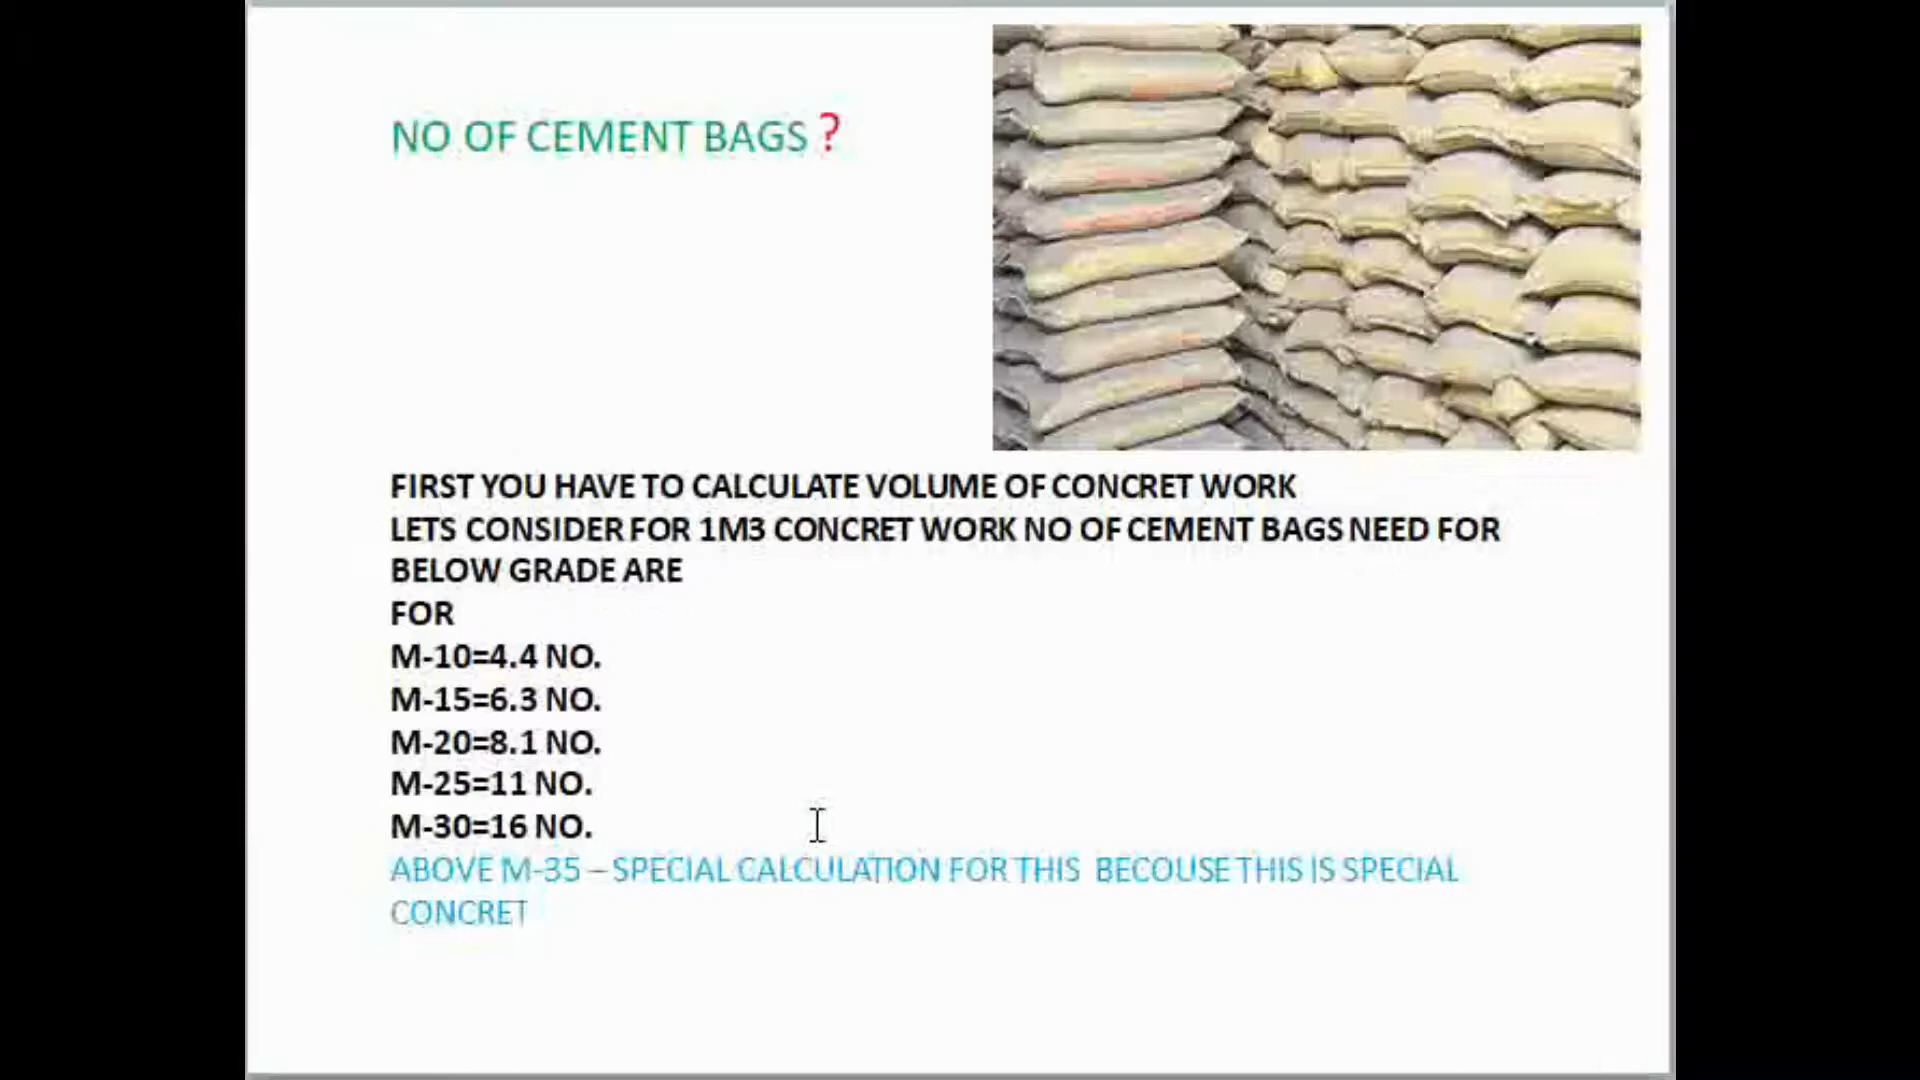 NO OF CEMENT BAGS ?
FIRST YOU HAVE TO CALCULATE VOLUME OF CONCRET WORK
LETS CONSIDER FOR 1M3 CONCRET WORK NO OF CEMENT BAGS NEED FOR
BELOW GRADE ARE
FOR
M-10=4.4 NO.
M-15=6.3 NO.
M-20=8.1 NO.
M-25=11 NO.
M-30=16 NO.
ABOVE M-35 – SPECIAL CALCULATION FOR THIS BECOUSE THIS IS SPECIAL
CONCRET